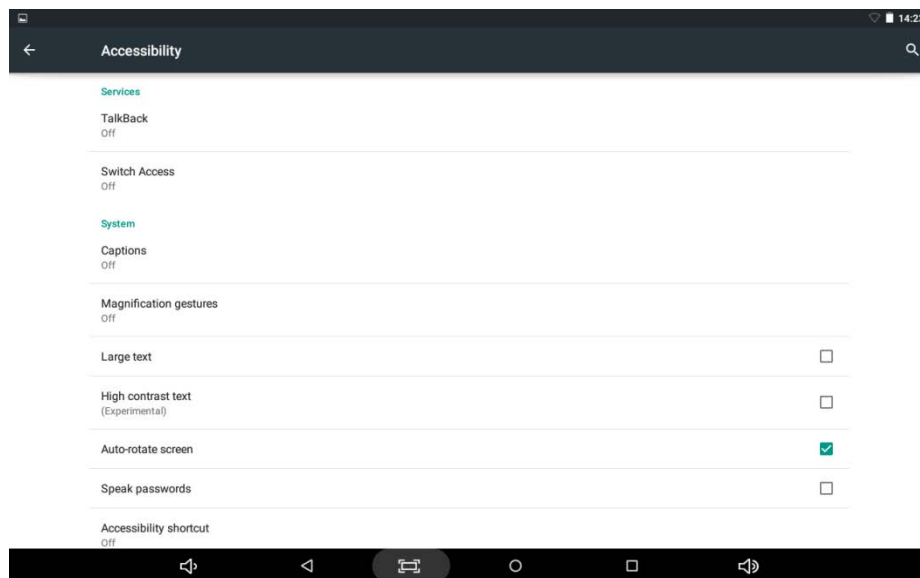 14:23
Accessibility
Services
TalkBack
Off
Switch Access
Off
System
Captions
Off
Magnification gestures
Off
Large text
High contrast text
(Experimental)
Auto-rotate screen
Speak passwords
Accessibility shortcut
Off